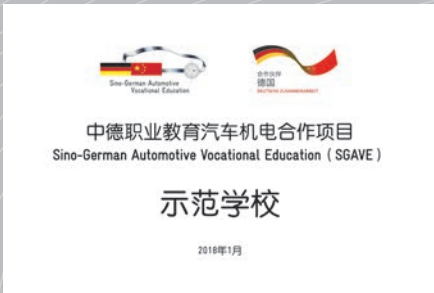 Sino-German Automotive
Vocational Education
合作伙伴
德国
DEUTSCHE ZUSAMMENARBEIT
中德职业教育汽车机电合作项目
Sino-German Automotive Vocational Education ( SGAVE )
示范学校
2018年1月